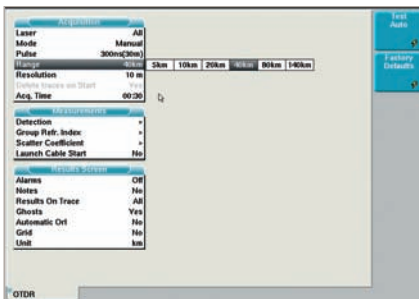 Acquisition
Laser All
Mode Manual
Pulse 300ns(30m)
Range 40km 5km 10km 20km 40km 80km 140km
Resolution 10 m
Delete traces on Start Yes
Acq. Time 00:30
Measurements
Detection
Group Refr. Index
Scatter Coefficient
Launch Cable Start No
Results Screen
Alarms Off
Notes No
Results On Trace All
Ghosts Yes
Automatic Orl No
Grid No
Unit km
Test
Auto
Factory
Defaults
OTDR